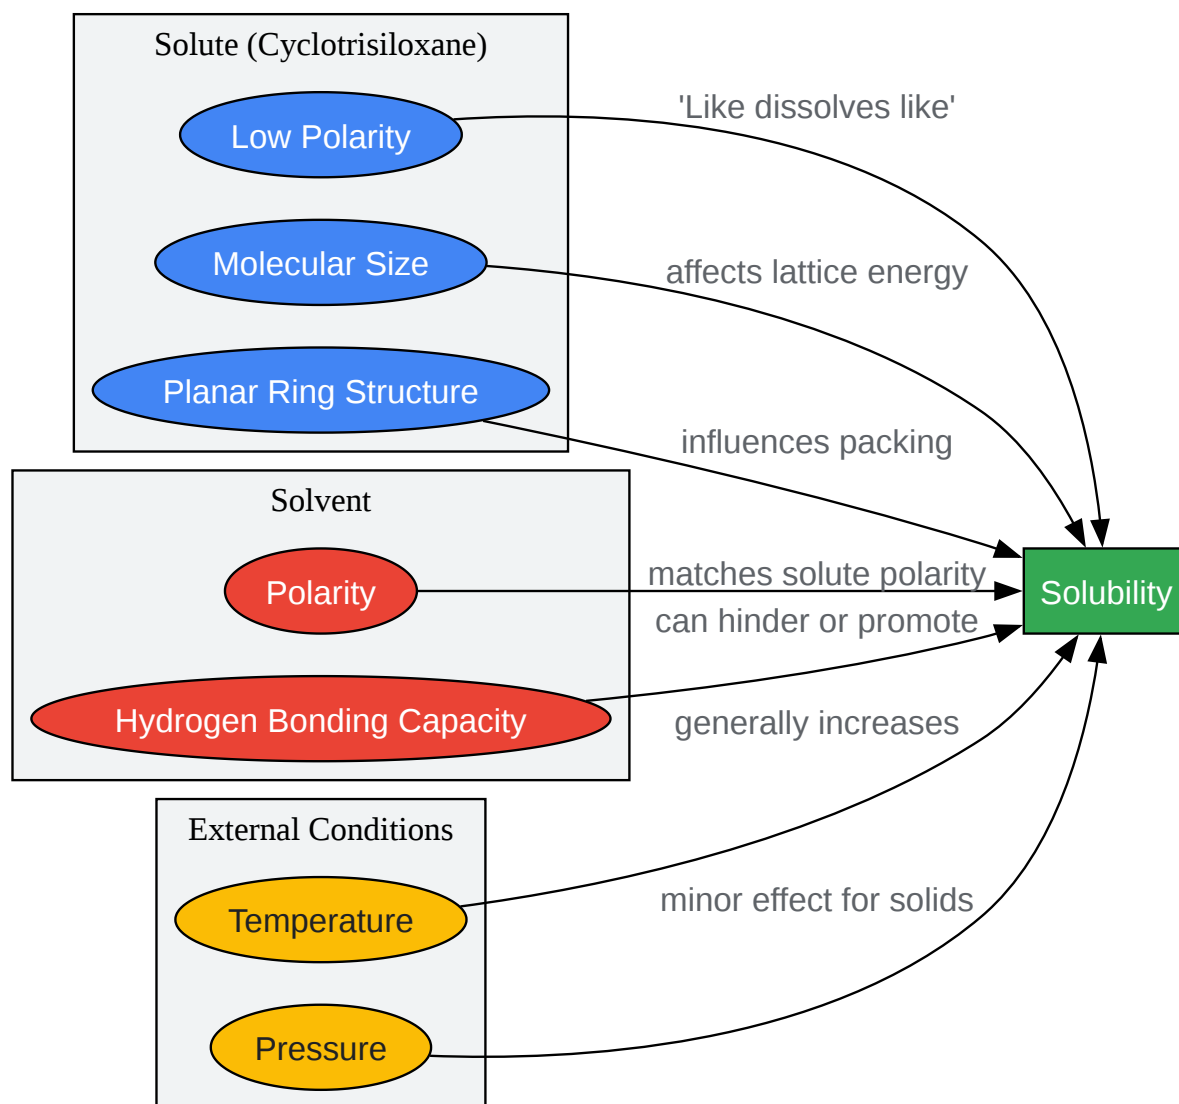 Solute (Cyclotrisiloxane)
Low Polarity
'Like dissolves like'
Molecular Size
affects lattice energy
Planar Ring Structure
influences packing
Solvent
Polarity
matches solute polarity
Solubility
can hinder or promote
Hydrogen Bonding Capacity
generally increases
External Conditions
Temperature
minor effect for solids
Pressure